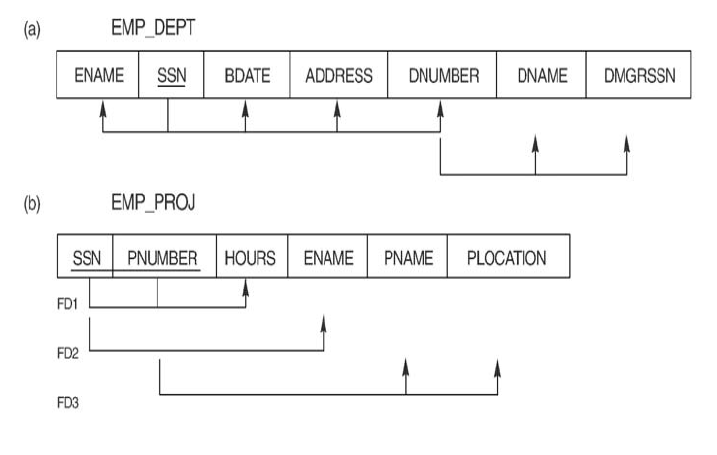 (a) EMP_DEPT
ENAME SSN BDATE ADDRESS DNUMBER DNAME DMGRSSN
(b) EMP_PROJ
SSN PNUMBER HOURS ENAME PNAME PLOCATION
FD1
FD2
FD3